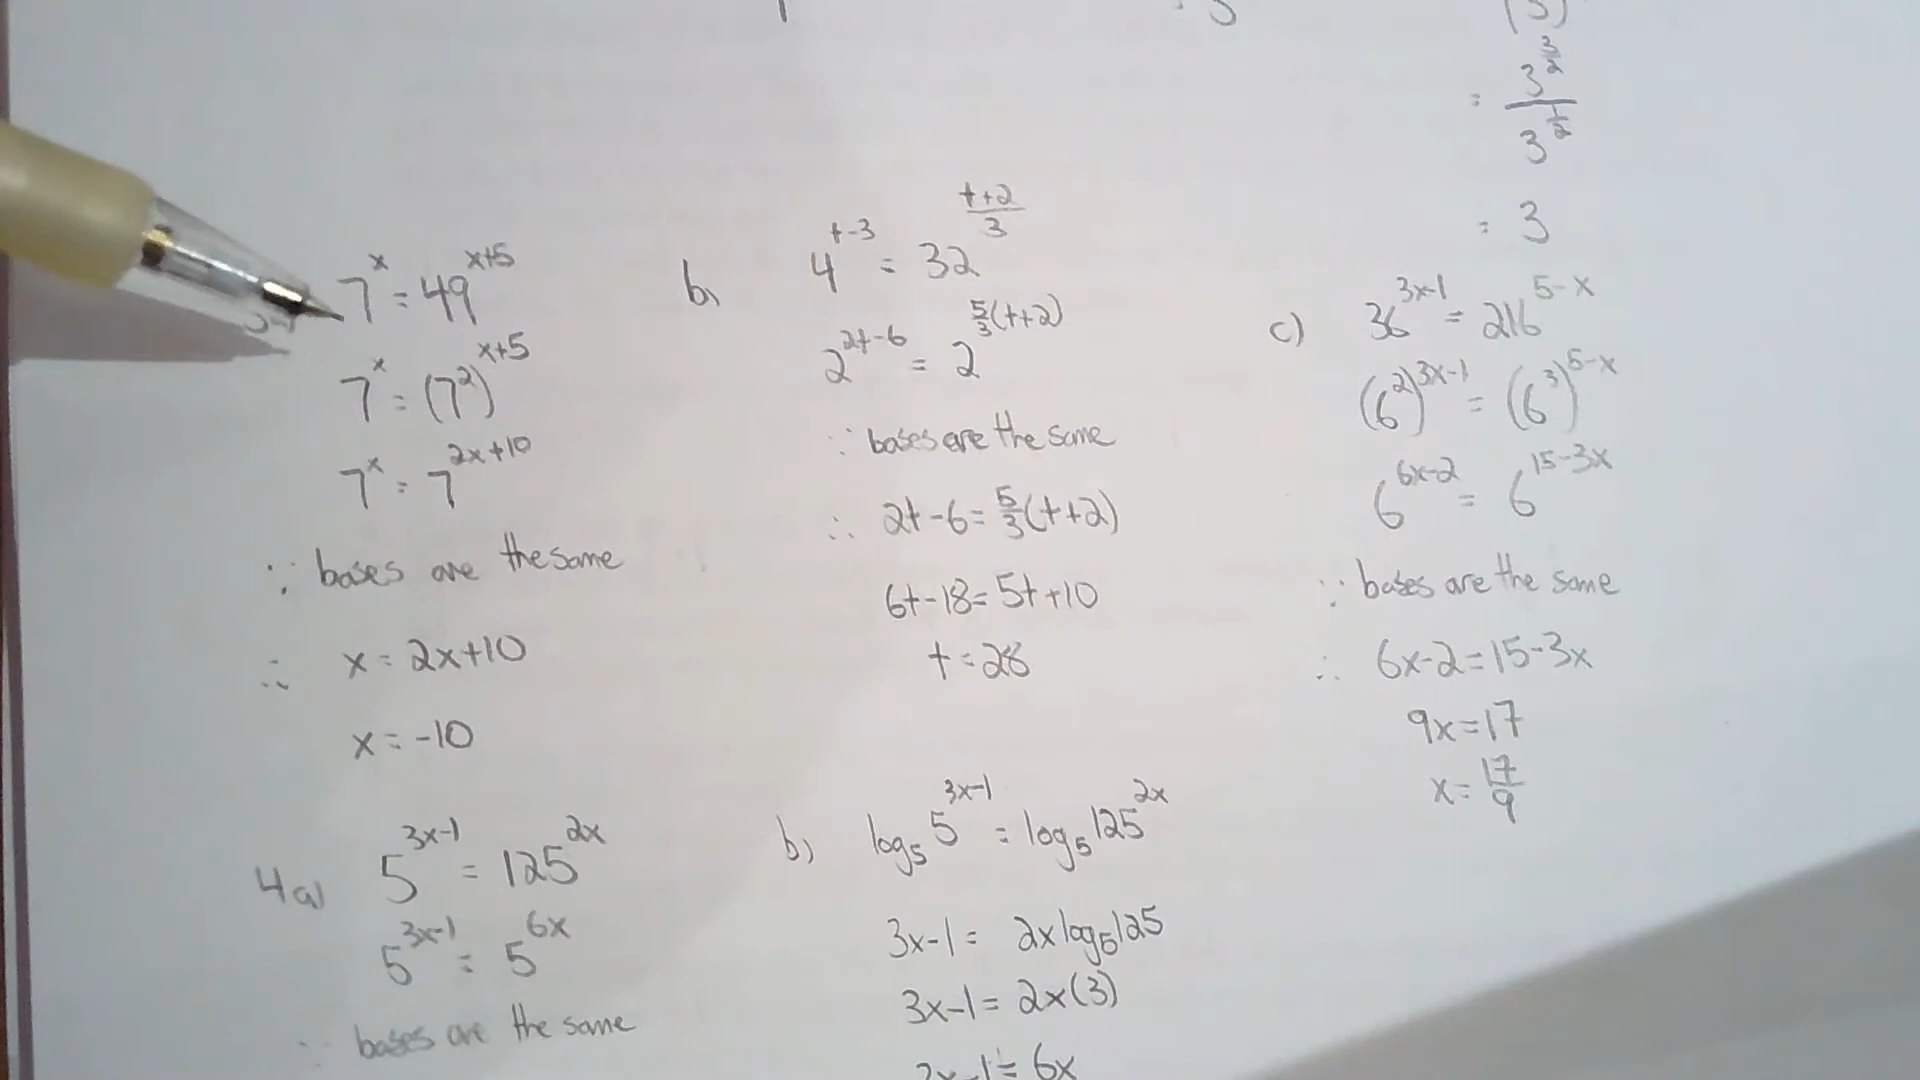 = 3^(3/2) / 3^(1/2)
= 3
7^x = 49^(x+5)
7^x = (7^2)^(x+5)
7^x = 7^(2x+10)
∵ bases are the same
∴ x = 2x+10
x = -10
b) 4^(t-3) = 32^((t+2)/3)
2^(2t-6) = 2^(5/3(t+2))
∵ bases are the same
∴ 2t-6 = 5/3(t+2)
6t-18 = 5t+10
t = 28
c) 36^(3x-1) = 216^(5-x)
(6^2)^(3x-1) = (6^3)^(5-x)
6^(6x-2) = 6^(15-3x)
∵ bases are the same
∴ 6x-2 = 15-3x
9x = 17
x = 17/9
4a) 5^(3x-1) = 125^(2x)
5^(3x-1) = 5^(6x)
∵ bases are the same
b) log₅ 5^(3x-1) = log₅ 125^(2x)
3x-1 = 2x log₅ 125
3x-1 = 2x(3)
3x-1 = 6x